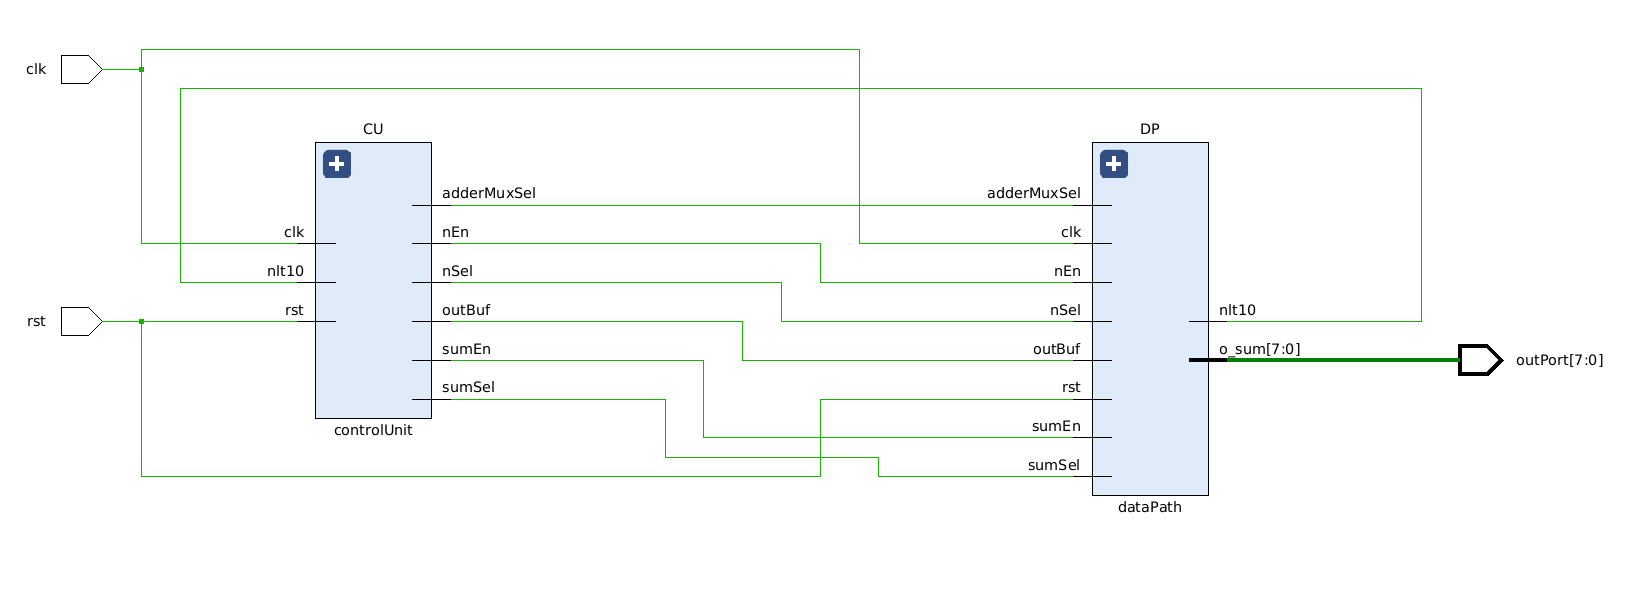 clk
CU
DP
adderMuxSel
adderMuxSel
clk
nEn
clk
nlt10
nSel
nEn
rst
outBuf
nSel
nlt10
rst
sumEn
outBuf
o_sum[7:0]
outPort[7:0]
sumSel
rst
controlUnit
sumEn
sumSel
dataPath